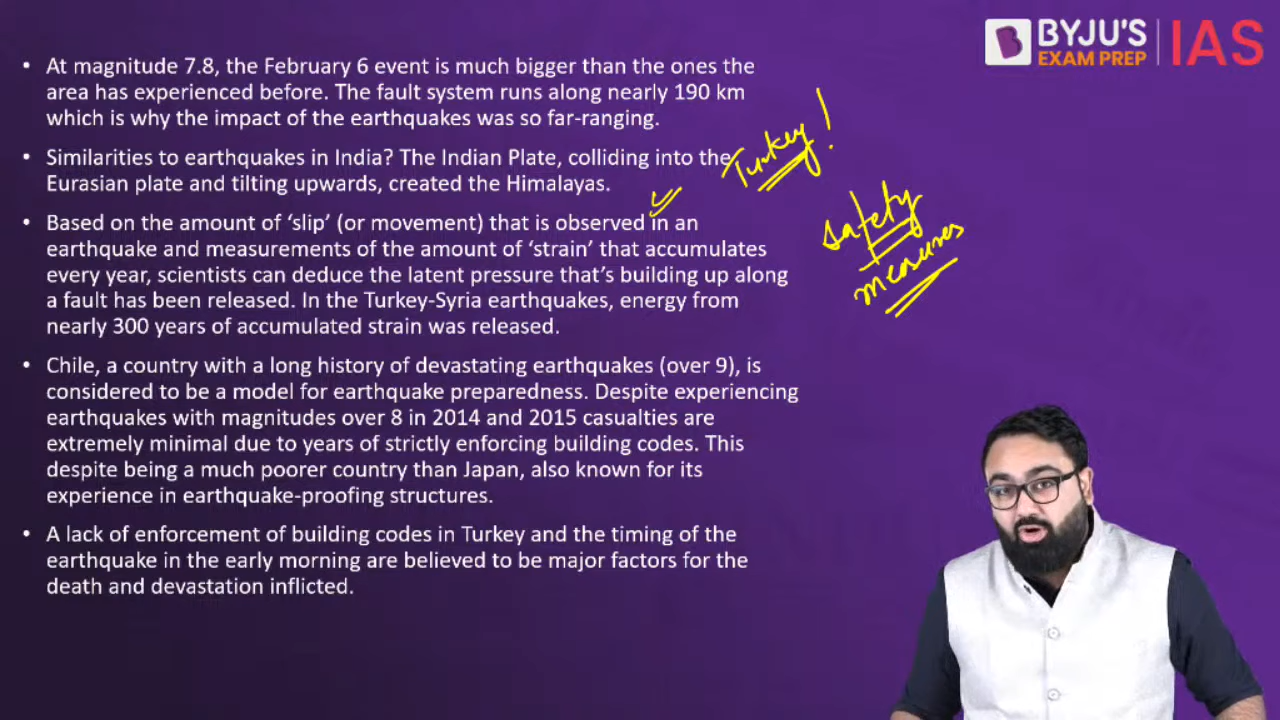 BYJU'S
EXAM PREP
IAS
• At magnitude 7.8, the February 6 event is much bigger than the ones the
area has experienced before. The fault system runs along nearly 190 km
which is why the impact of the earthquakes was so far-ranging.
• Similarities to earthquakes in India? The Indian Plate, colliding into the
Eurasian plate and tilting upwards, created the Himalayas.
• Based on the amount of ‘slip’ (or movement) that is observed in an
earthquake and measurements of the amount of ‘strain’ that accumulates
every year, scientists can deduce the latent pressure that’s building up along
a fault has been released. In the Turkey-Syria earthquakes, energy from
nearly 300 years of accumulated strain was released.
• Chile, a country with a long history of devastating earthquakes (over 9), is
considered to be a model for earthquake preparedness. Despite experiencing
earthquakes with magnitudes over 8 in 2014 and 2015 casualties are
extremely minimal due to years of strictly enforcing building codes. This
despite being a much poorer country than Japan, also known for its
experience in earthquake-proofing structures.
• A lack of enforcement of building codes in Turkey and the timing of the
earthquake in the early morning are believed to be major factors for the
death and devastation inflicted.
Turkey!
Safety
measures